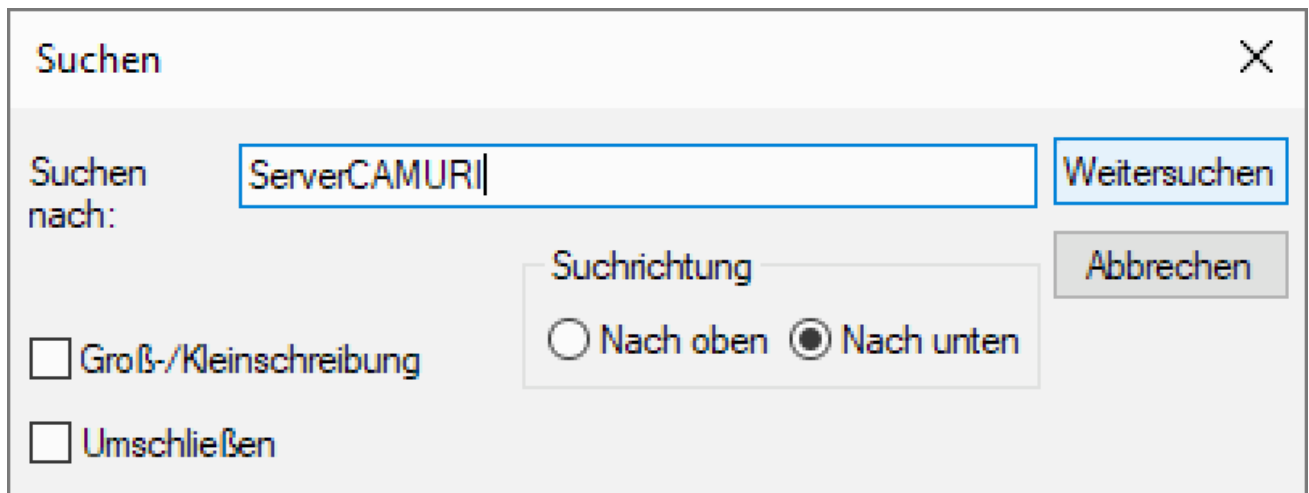 Suchen
Suchen
nach:
ServerCAMURI
Weitersuchen
Abbrechen
Suchrichtung
Nach oben
Nach unten
Groß-/Kleinschreibung
Umschließen